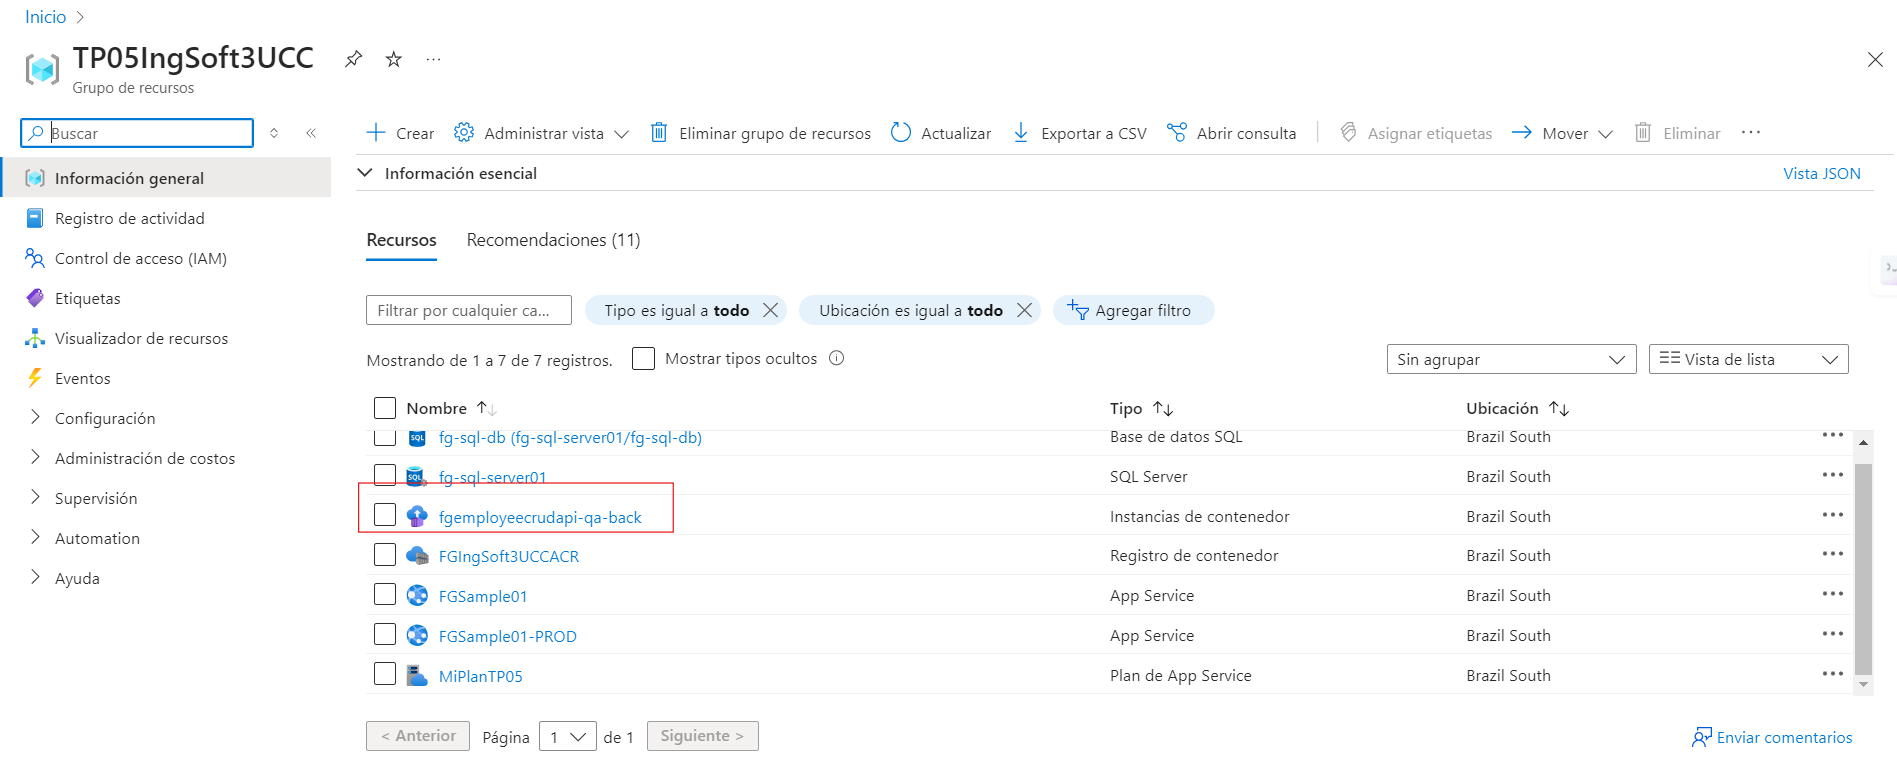 Inicio
TP05IngSoft3UCC
Grupo de recursos
Buscar
Crear Administrar vista Eliminar grupo de recursos Actualizar Exportar a CSV Abrir consulta Asignar etiquetas Mover Eliminar
Información general
Registro de actividad
Control de acceso (IAM)
Etiquetas
Visualizador de recursos
Eventos
Configuración
Administración de costos
Supervisión
Automation
Ayuda
Información esencial Vista JSON
Recursos Recomendaciones (11)
Filtrar por cualquier ca... Tipo es igual a todo Ubicación es igual a todo Agregar filtro
Mostrando de 1 a 7 de 7 registros. Mostrar tipos ocultos Sin agrupar Vista de lista
Nombre Tipo Ubicación
fg-sql-db (fg-sql-server01/fg-sql-db) Base de datos SQL Brazil South
fg-sql-server01 SQL Server Brazil South
fgemployeecrudapi-qa-back Instancias de contenedor Brazil South
FGIngSoft3UCCACR Registro de contenedor Brazil South
FGSample01 App Service Brazil South
FGSample01-PROD App Service Brazil South
MiPlanTP05 Plan de App Service Brazil South
< Anterior Página 1 de 1 Siguiente > Enviar comentarios